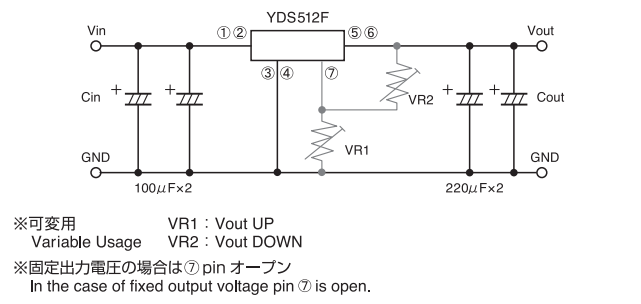 YDS512F
Vin
①②
⑤⑥
Vout
③④
⑦
Cin
+
+
VR2
+
+
Cout
VR1
GND
GND
100μF×2
220μF×2
※可変用 VR1：Vout UP
Variable Usage VR2：Vout DOWN
※固定出力電圧の場合は⑦pin オープン
In the case of fixed output voltage pin ⑦ is open.